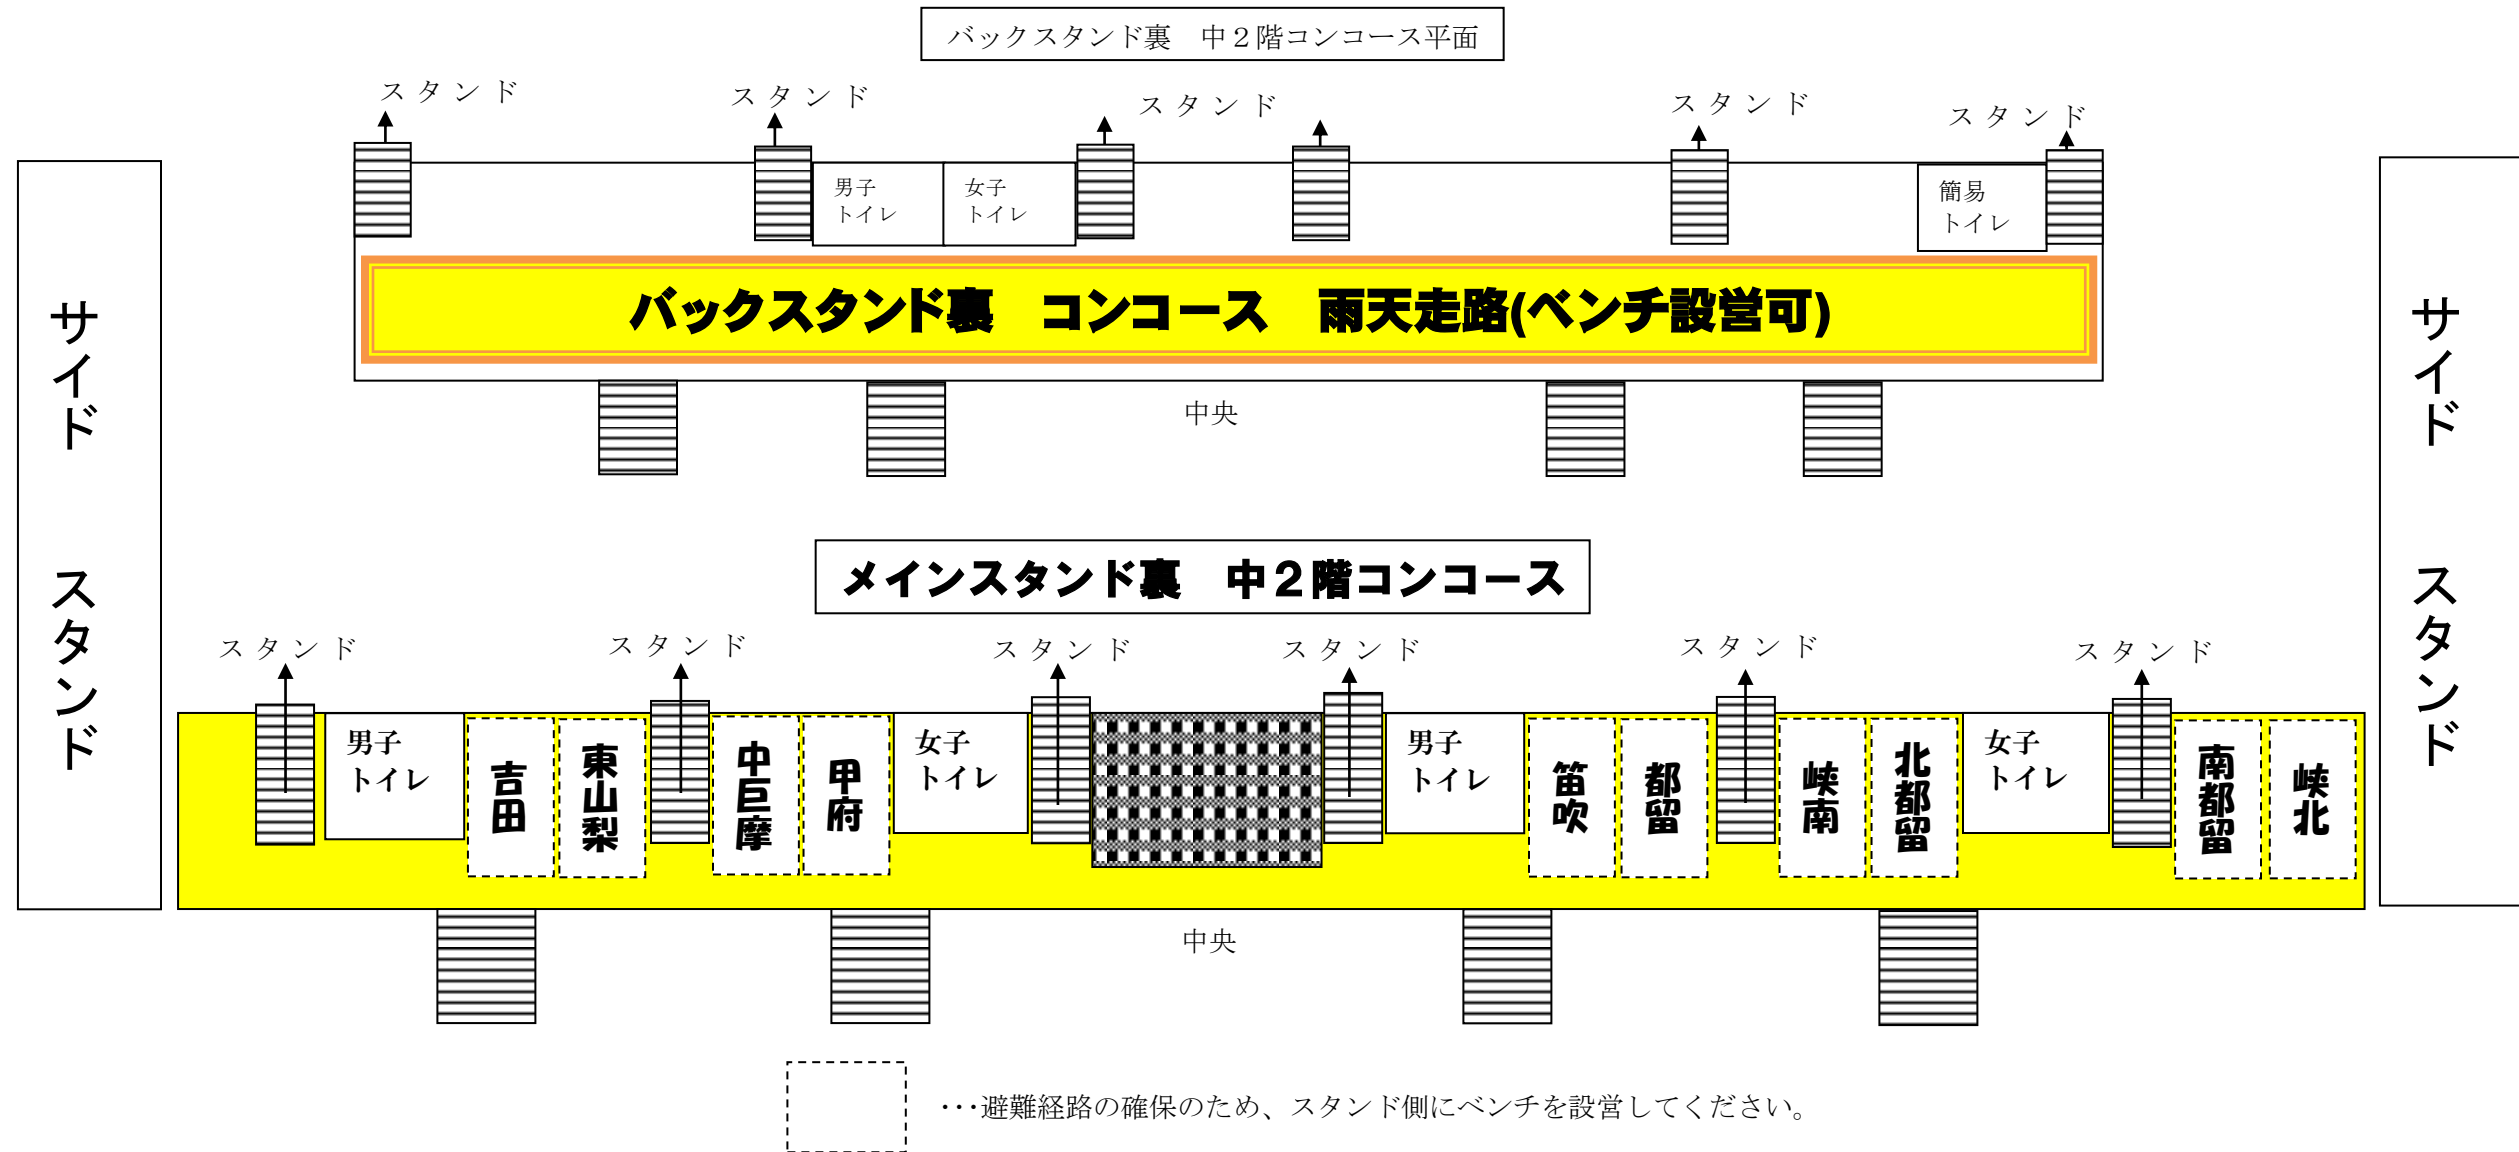 バックスタンド裏　中２階コンコース平面
スタンド
スタンド
スタンド
スタンド
スタンド
男子
トイレ
女子
トイレ
簡易
トイレ
バックスタンド裏　コンコース　雨天走路(ベンチ設営可)
中央
サイド　スタンド
サイド　スタンド
メインスタンド裏　中２階コンコース
スタンド
スタンド
スタンド
スタンド
スタンド
スタンド
男子
トイレ
吉田
東山梨
中巨摩
甲府
女子
トイレ
男子
トイレ
笛吹
都留
峡南
北都留
女子
トイレ
南都留
峡北
中央
･･･避難経路の確保のため、スタンド側にベンチを設営してください。